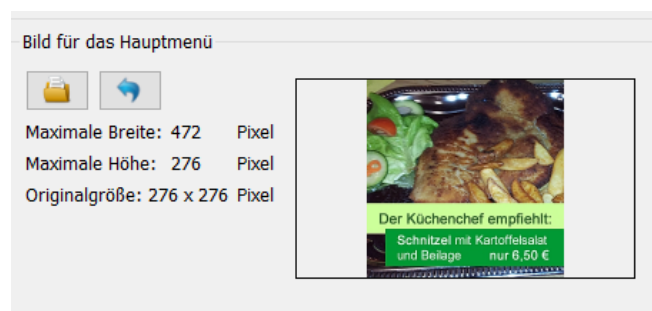 Bild für das Hauptmenü
Maximale Breite: 472 Pixel
Maximale Höhe: 276 Pixel
Originalgröße: 276 x 276 Pixel
Der Küchenchef empfiehlt:
Schnitzel mit Kartoffelsalat
und Beilage nur 6,50 €